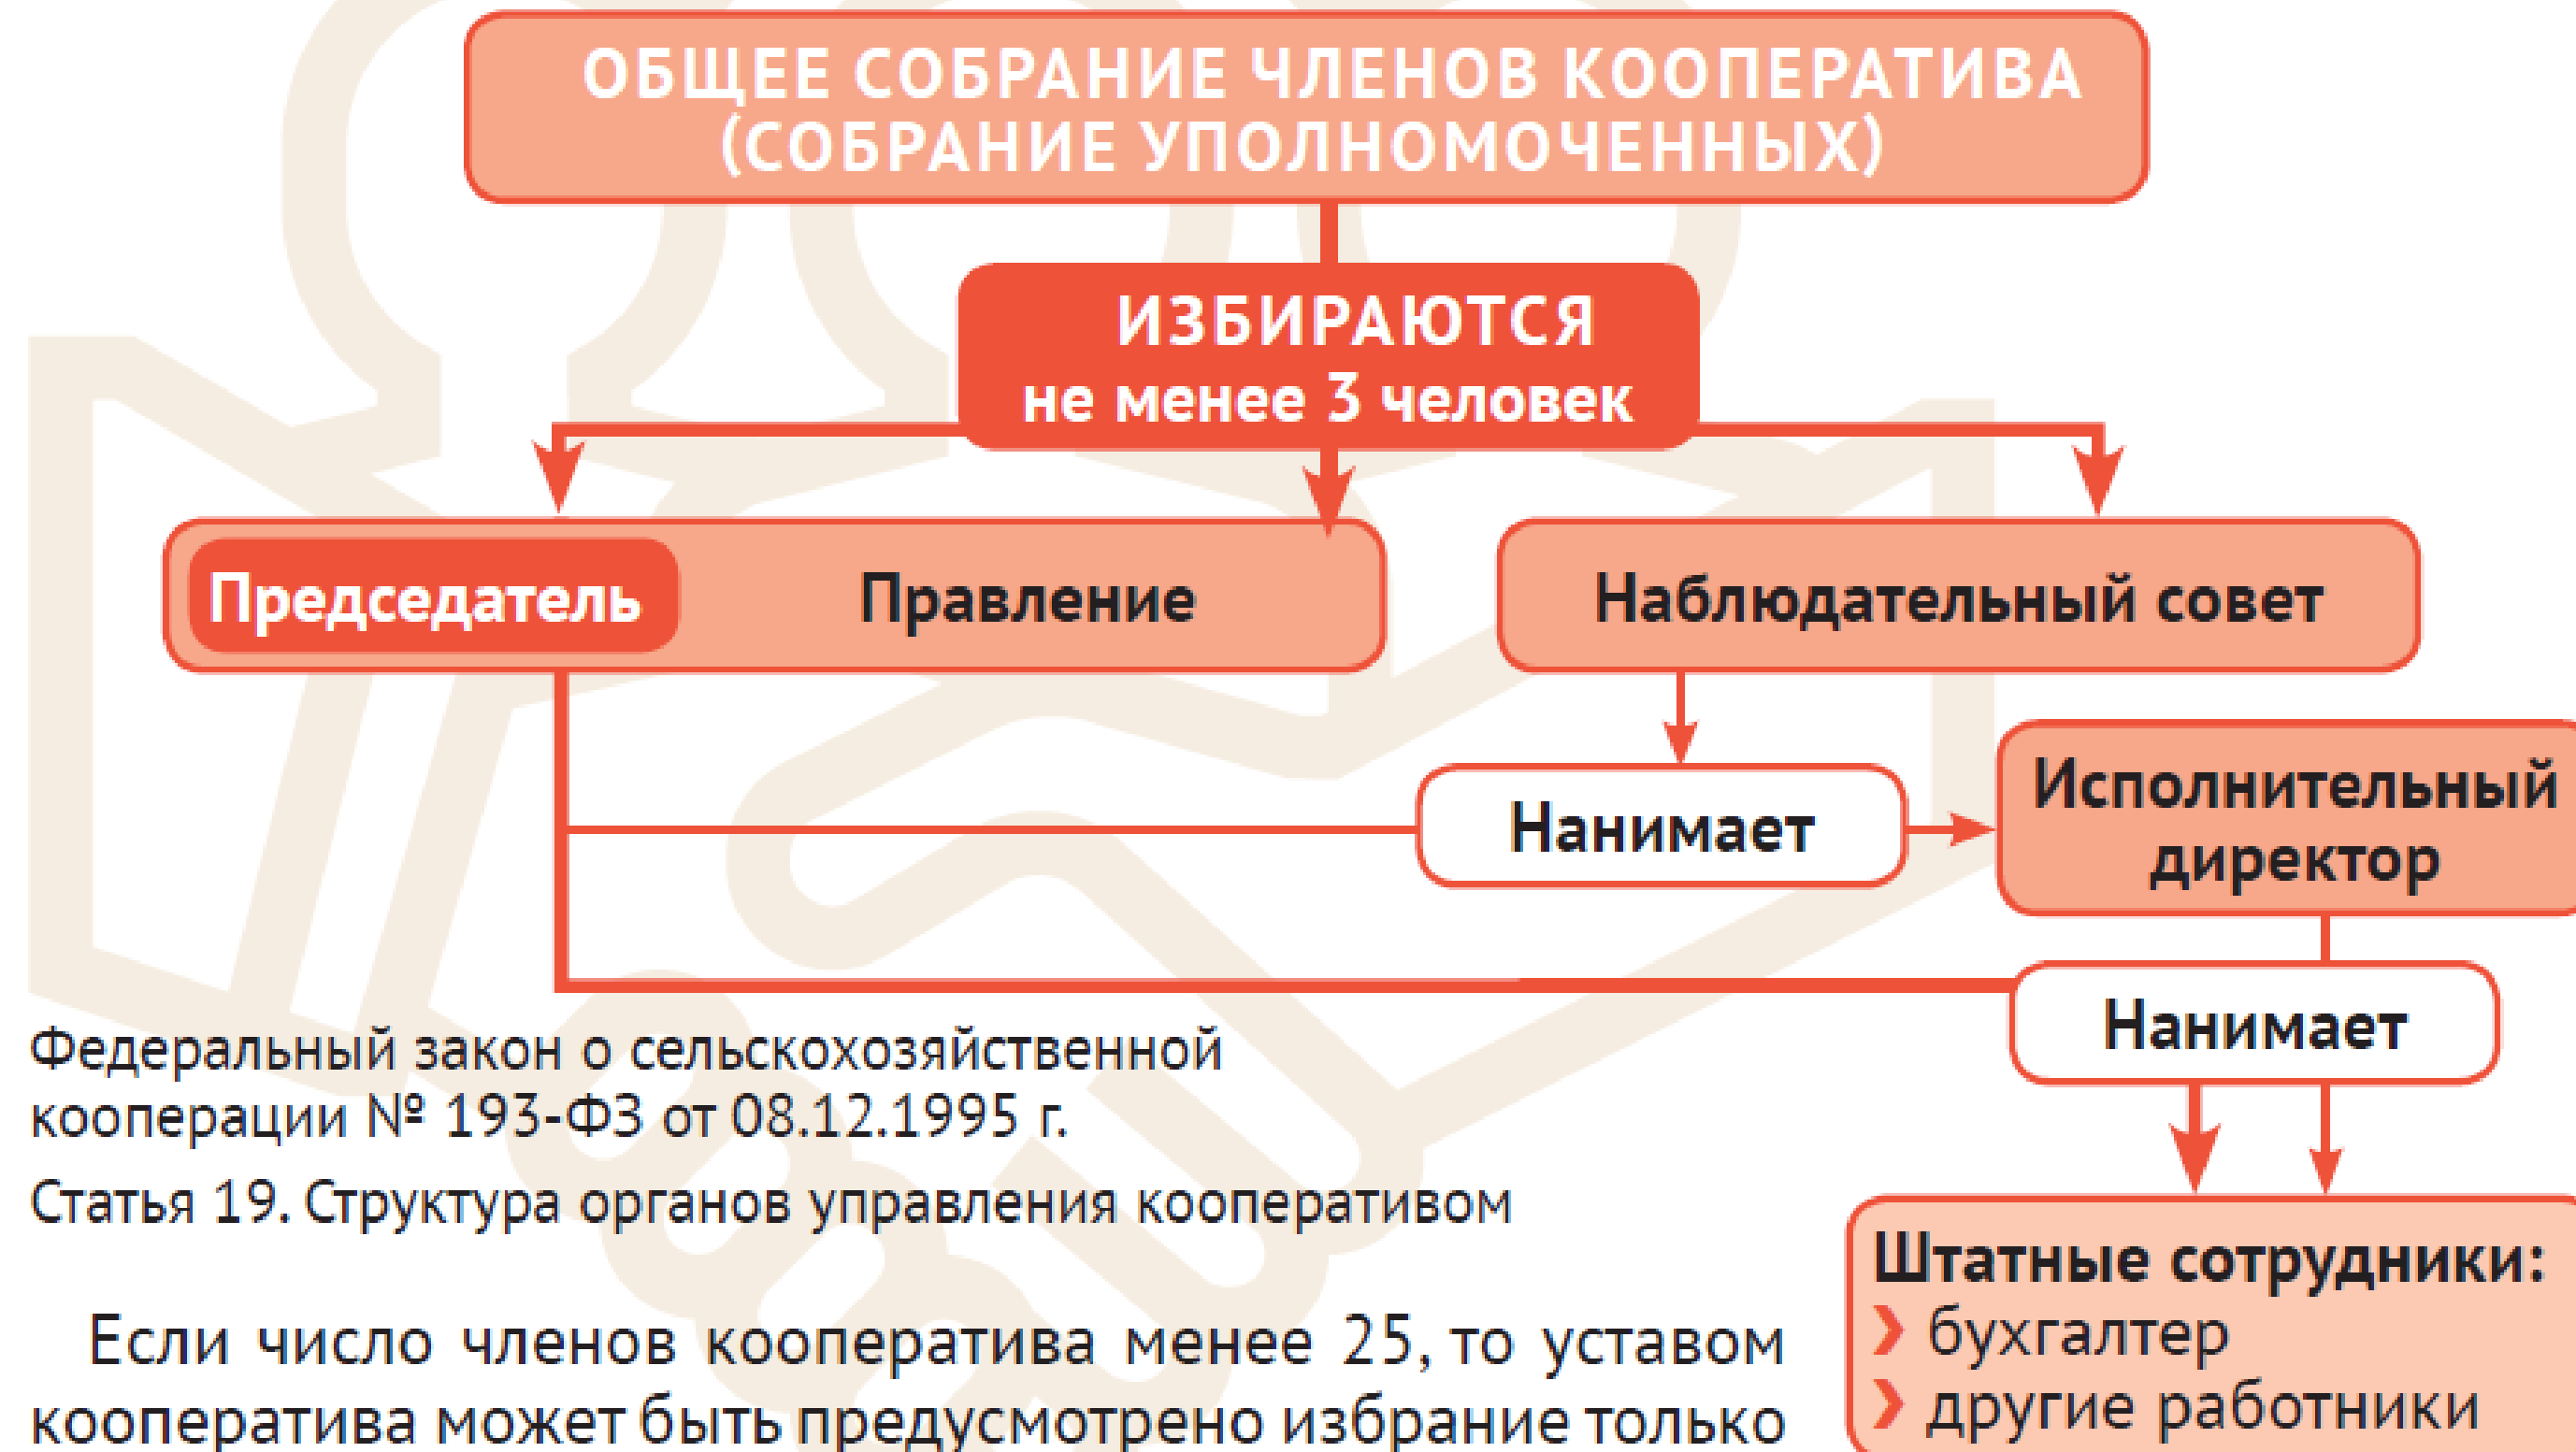 ОБЩЕЕ СОБРАНИЕ ЧЛЕНОВ КООПЕРАТИВА
(СОБРАНИЕ УПОЛНОМОЧЕННЫХ)
ИЗБИРАЮТСЯ
не менее 3 человек
Председатель
Правление
Наблюдательный совет
Нанимает
Исполнительный
директор
Нанимает
Федеральный закон о сельскохозяйственной
кооперации № 193-ФЗ от 08.12.1995 г.
Статья 19. Структура органов управления кооперативом
Штатные сотрудники:
❯ бухгалтер
❯ другие работники
Если число членов кооператива менее 25, то уставом
кооператива может быть предусмотрено избрание только